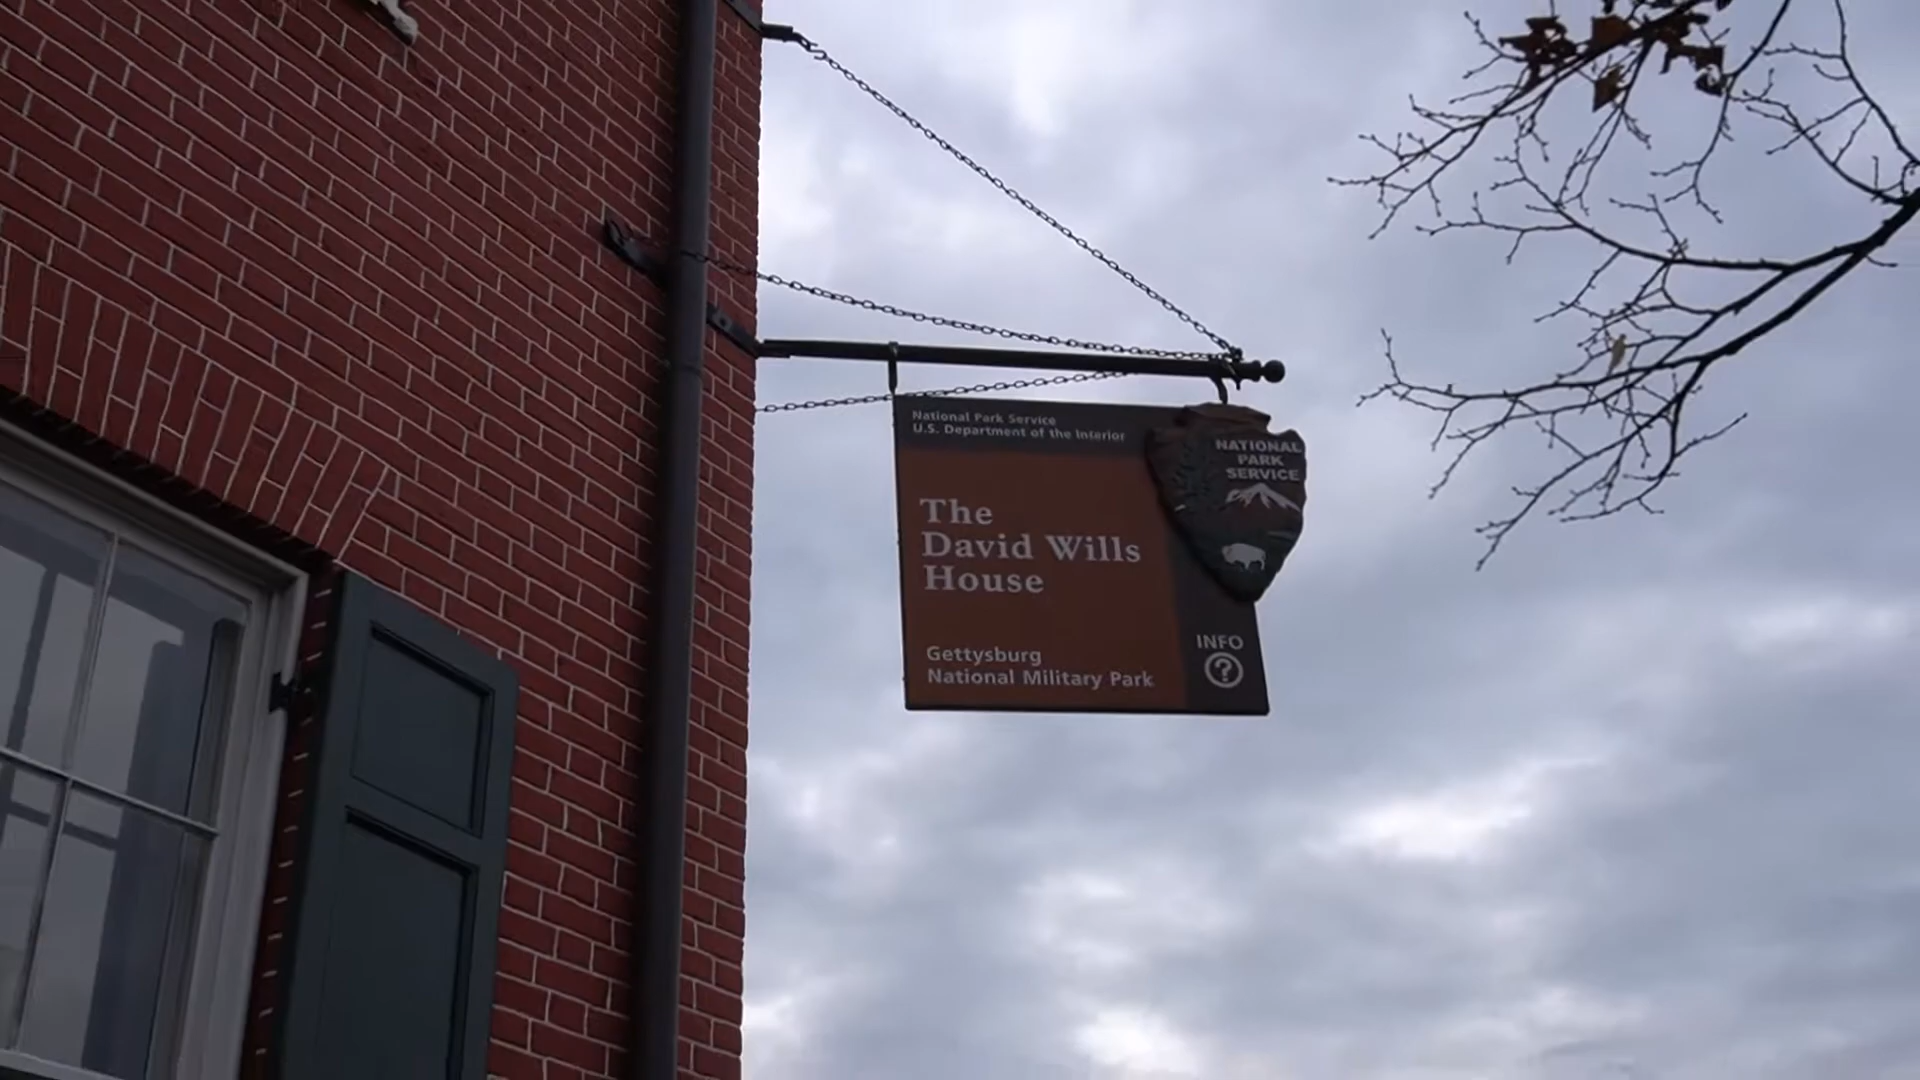 National Park Service
U.S. Department of the Interior
NATIONAL
PARK
SERVICE
The
David Wills
House
Gettysburg
National Military Park
INFO
?